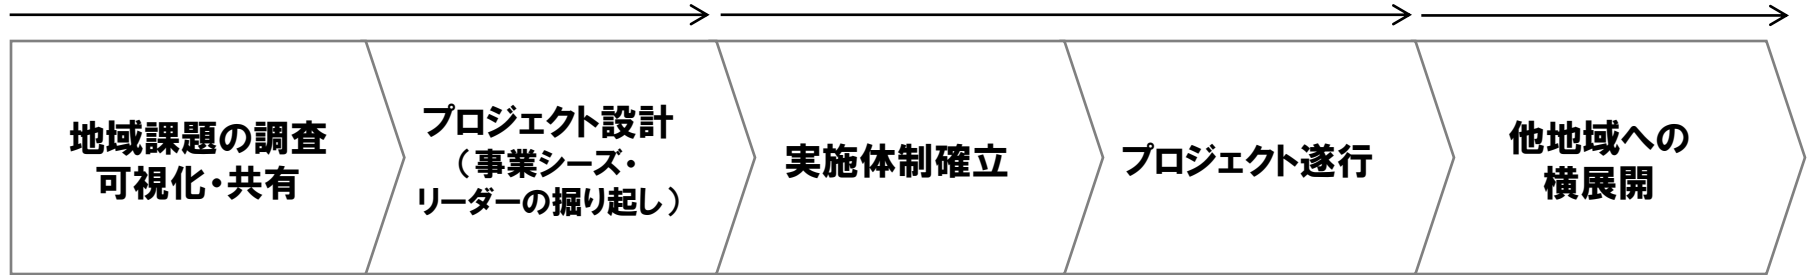 地域課題の調査
可視化・共有
プロジェクト設計
（事業シーズ・
リーダーの掘り起し）
実施体制確立
プロジェクト遂行
他地域への
横展開